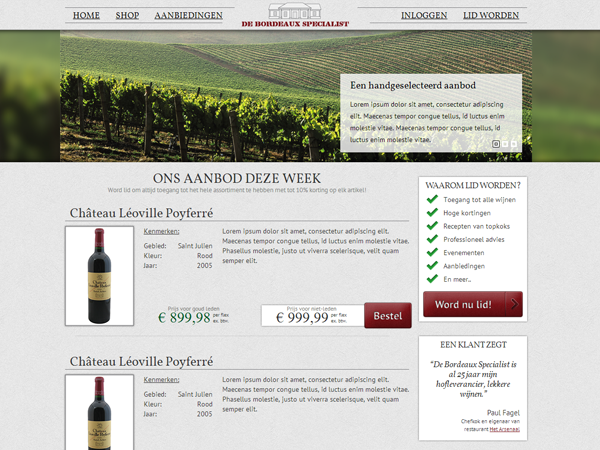 HOME SHOP AANBIEDINGEN
DE BORDEAUX SPECIALIST
INLOGGEN LID WORDEN
Een handgeselecteerd aanbod
Lorem ipsum dolor sit amet, consectetur adipiscing
elit. Maecenas tempor congue tellus, id luctus enim
molestie vitae. Maecenas tempor congue tellus, id
luctus enim molestie vitae.
ONS AANBOD DEZE WEEK
Word lid om altijd toegang tot het hele assortiment te hebben met tot 10% korting op elk artikel!
Château Léoville Poyferré
Kenmerken:
Gebied: Saint Julien
Kleur: Rood
Jaar: 2005
Lorem ipsum dolor sit amet, consectetur adipiscing elit.
Maecenas tempor congue tellus, id luctus enim molestie vitae.
Phasellus molestie, justo ut viverra scelerisque, velit quam
semper elit.
Prijs voor goud leden
€ 899,98 per fles
ex. btw.
Prijs voor niet-leden
€ 999,99 per fles
ex. btw.
Bestel
Château Léoville Poyferré
Kenmerken:
Gebied: Saint Julien
Kleur: Rood
Jaar: 2005
Lorem ipsum dolor sit amet, consectetur adipiscing elit.
Maecenas tempor congue tellus, id luctus enim molestie vitae.
Phasellus molestie, justo ut viverra scelerisque, velit quam
semper elit.
WAAROM LID WORDEN?
Toegang tot alle wijnen
Hoge kortingen
Recepten van topkoks
Professioneel advies
Evenementen
Aanbiedingen
En meer..
Word nu lid!
EEN KLANT ZEGT
“De Bordeaux Specialist is
al 25 jaar mijn
hofleverancier, lekkere
wijnen.”
Paul Fagel
Chefkok en eigenaar van
restaurant Het Arsenaal